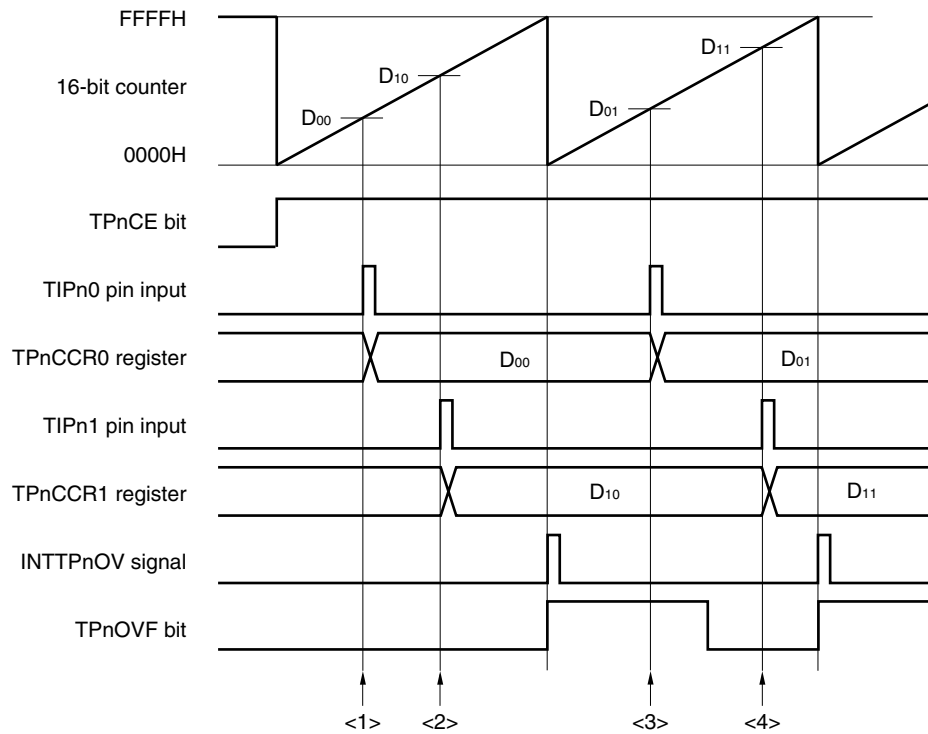 FFFFH
D11
D10
16-bit counter
D01
D00
0000H
TPnCE bit
TIPn0 pin input
TPnCCR0 register
D00
D01
TIPn1 pin input
TPnCCR1 register
D10
D11
INTTPnOV signal
TPnOVF bit
<1>
<2>
<3>
<4>